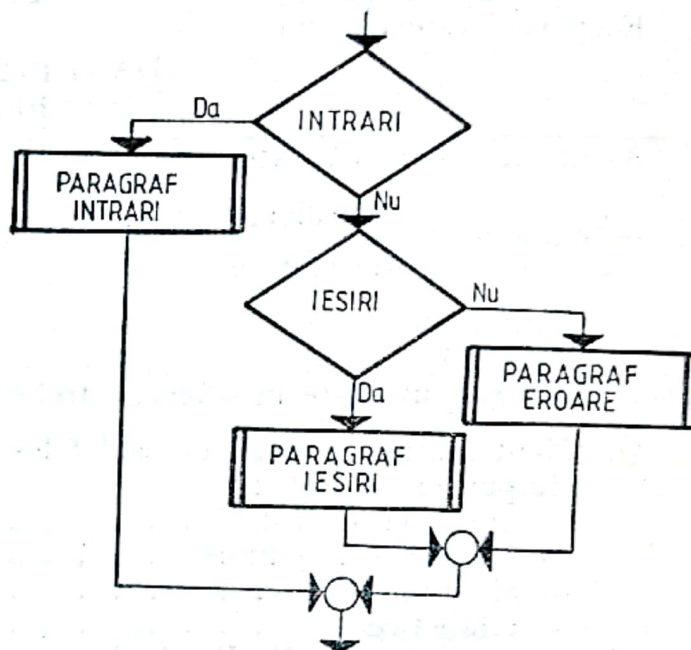 INTRARI
Da
PARAGRAF
INTRARI
Nu
IESIRI
Nu
PARAGRAF
EROARE
Da
PARAGRAF
IESIRI